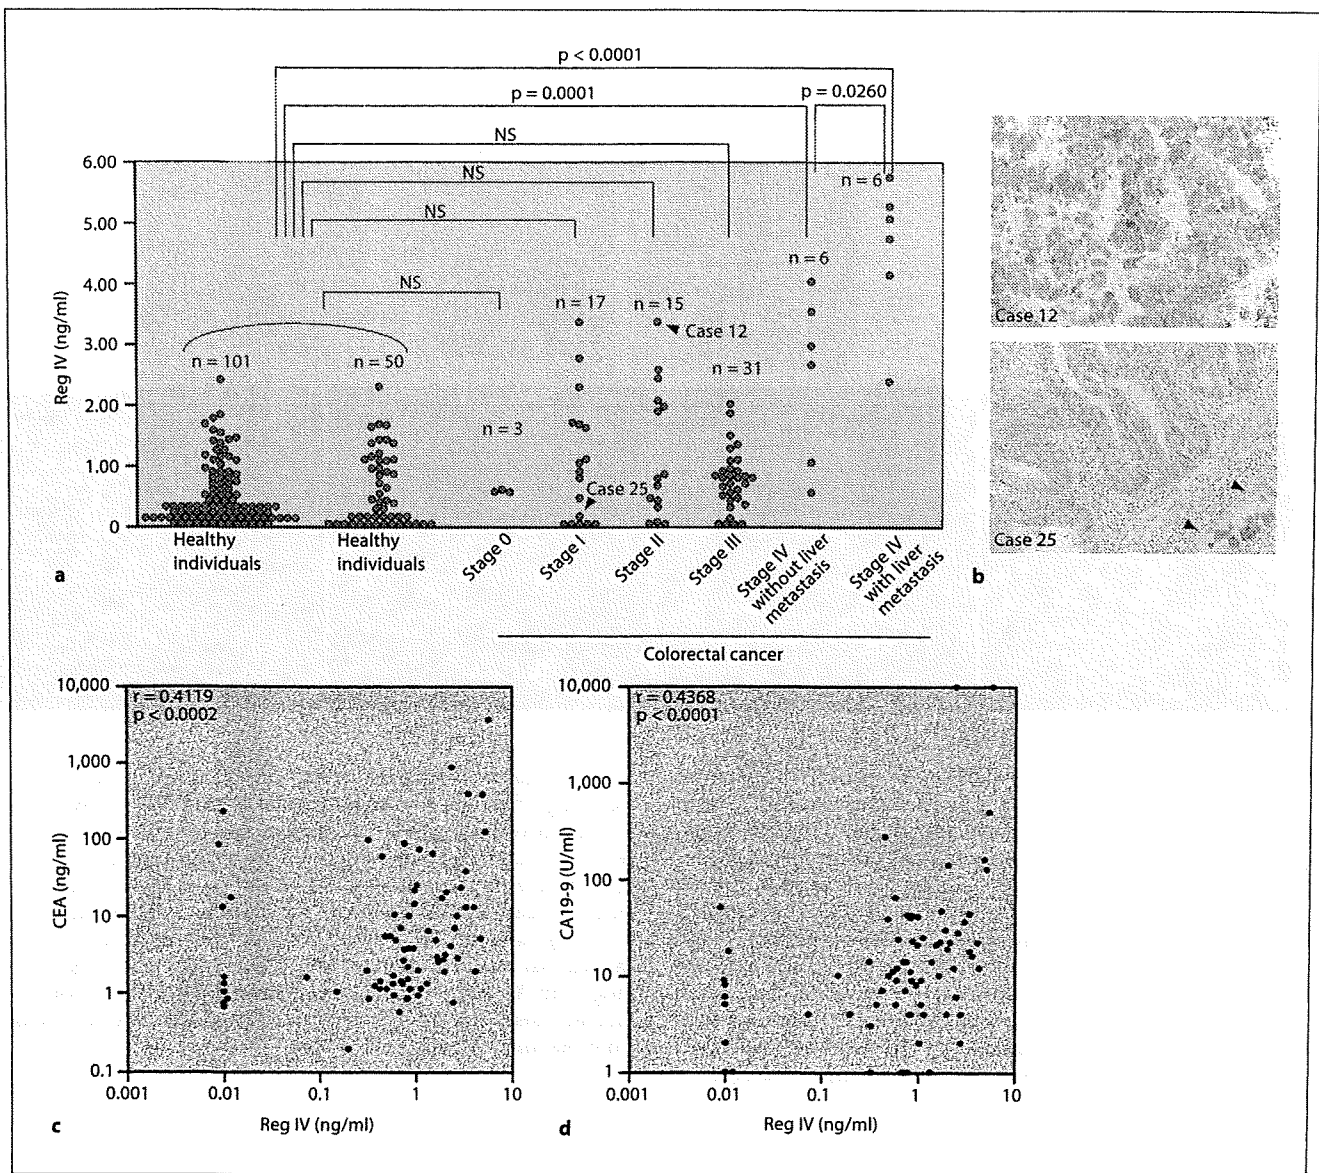 p < 0.0001
p = 0.0001
p = 0.0260
NS
NS
NS
NS
6.00
5.00
4.00
3.00
2.00
1.00
0
Reg IV (ng/ml)
n = 101
n = 50
n = 3
n = 17
n = 15
n = 31
n = 6
n = 6
Case 12
Case 25
Healthy
individuals
Healthy
individuals
Stage 0
Stage I
Stage II
Stage III
Stage IV
without liver
metastasis
Stage IV
with liver
metastasis
Colorectal cancer
a
Case 12
Case 25
b
r = 0.4119
p < 0.0002
10,000
1,000
100
10
1
0.1
CEA (ng/ml)
0.001
0.01
0.1
1
10
Reg IV (ng/ml)
c
r = 0.4368
p < 0.0001
10,000
1,000
100
10
1
CA19-9 (U/ml)
0.001
0.01
0.1
1
10
Reg IV (ng/ml)
d